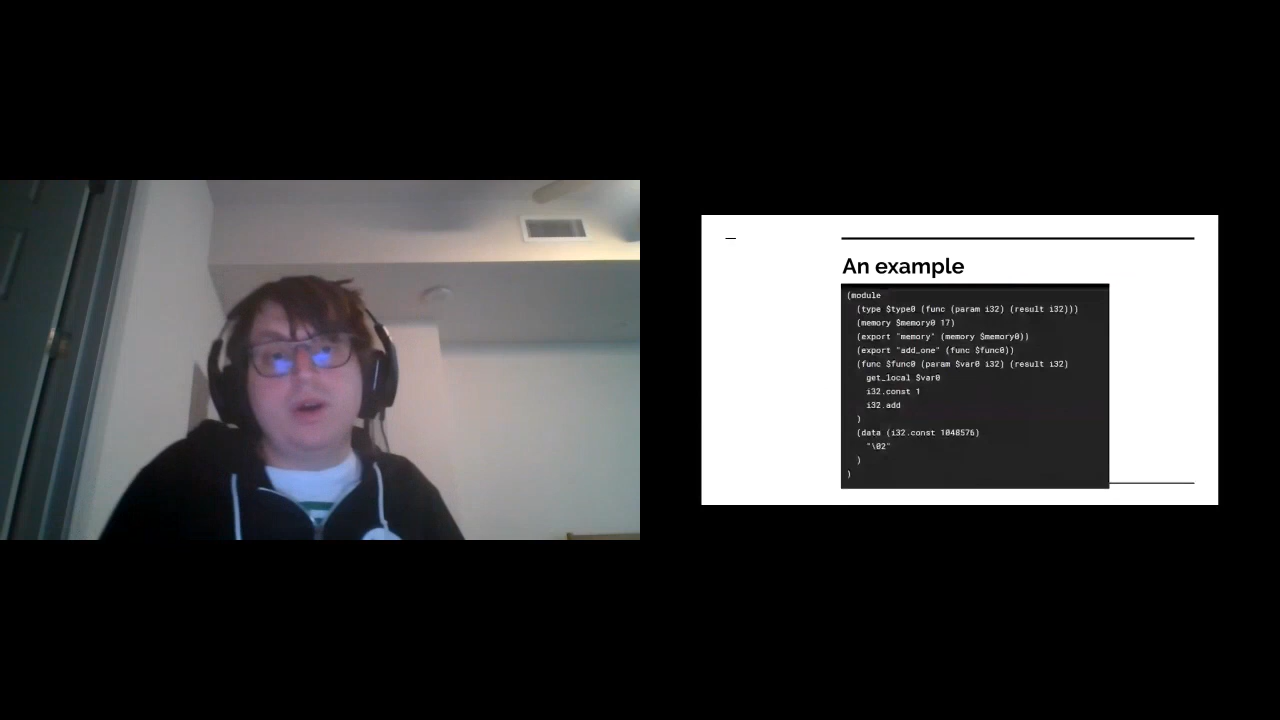 An example
(module
  (type $type0 (func (param i32) (result i32)))
  (memory $memory0 17)
  (export "memory" (memory $memory0))
  (export "add_one" (func $func0))
  (func $func0 (param $var0 i32) (result i32)
    get_local $var0
    i32.const 1
    i32.add
  )
  (data (i32.const 1048576)
    "\02"
  )
)